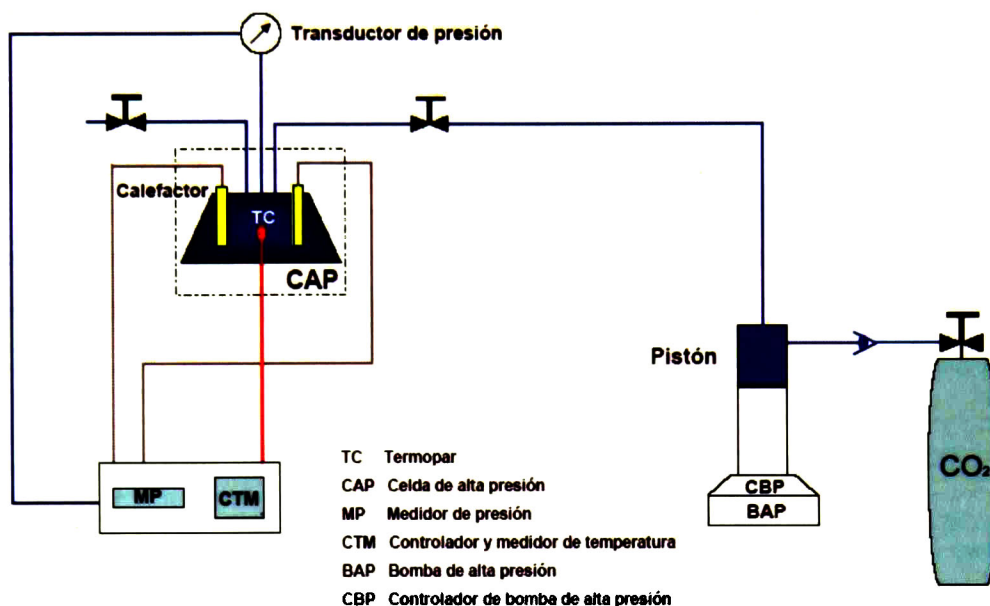 Transductor de presión
Calefactor
TC
CAP
Pistón
CO₂
MP
CTM
CBP
BAP
TC Termopar
CAP Celda de alta presión
MP Medidor de presión
CTM Controlador y medidor de temperatura
BAP Bomba de alta presión
CBP Controlador de bomba de alta presión